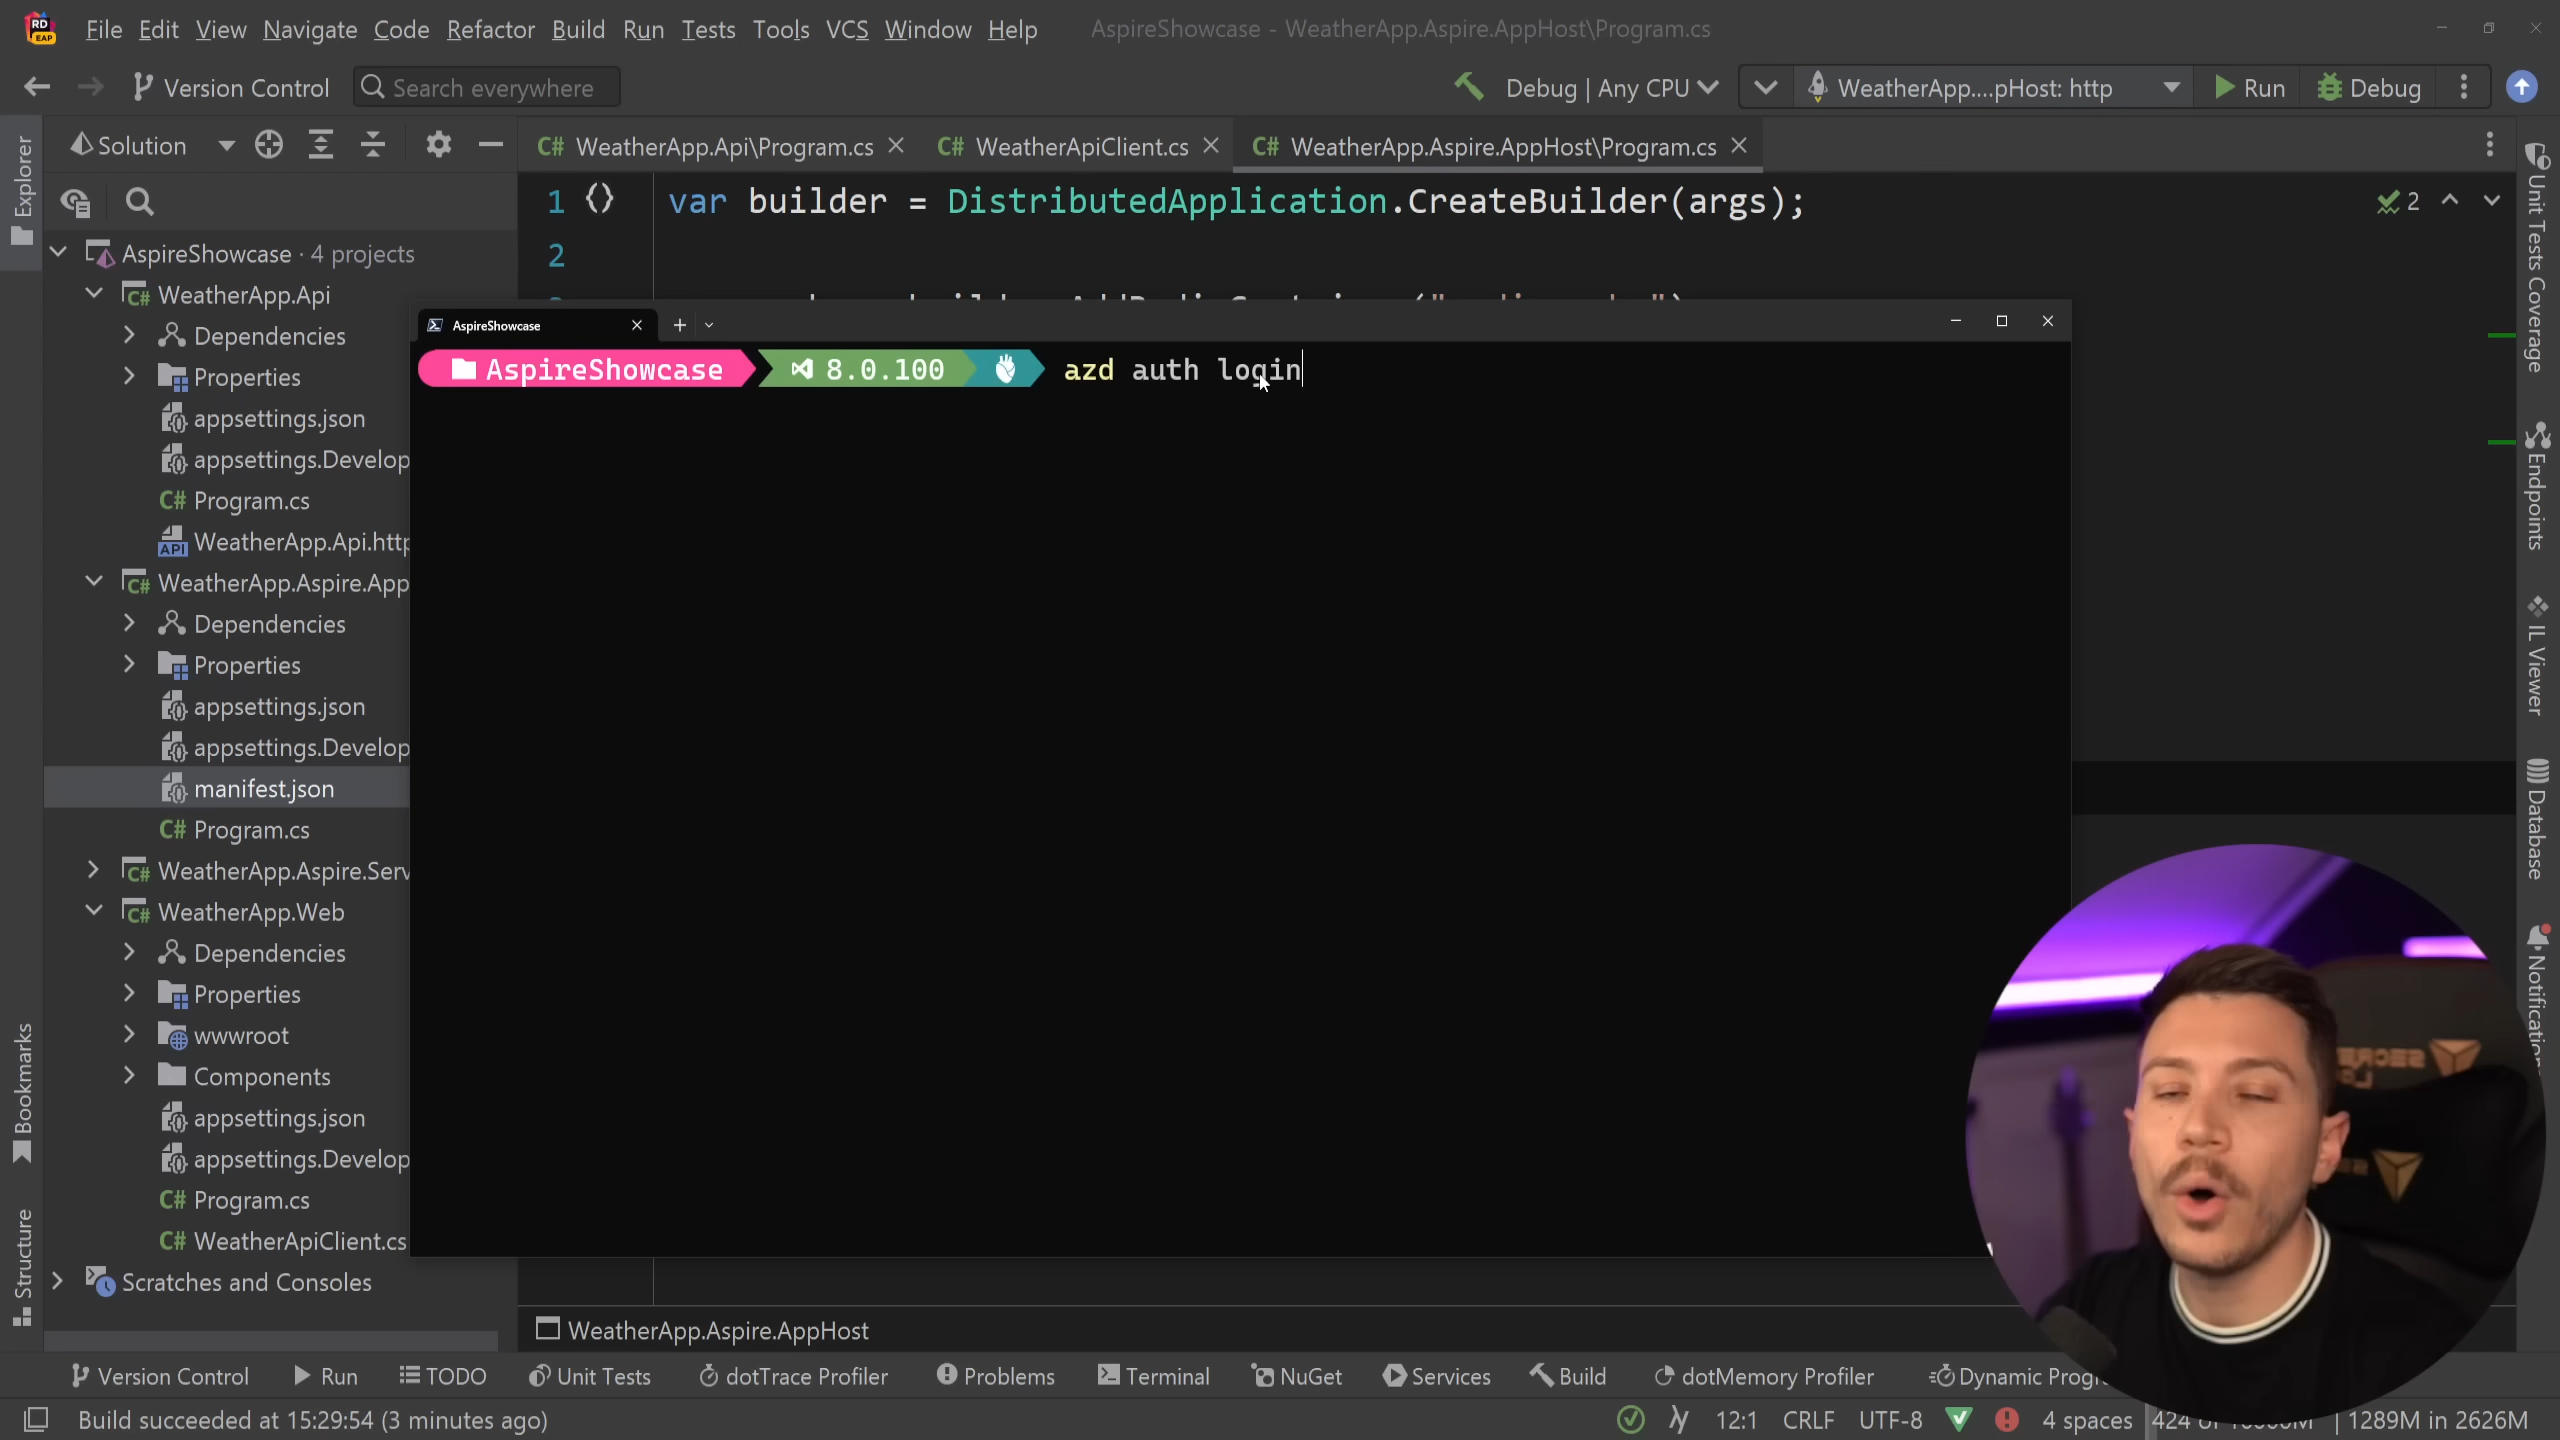 RD
EAP
File Edit View Navigate Code Refactor Build Run Tests Tools VCS Window Help
AspireShowcase - WeatherApp.Aspire.AppHost\Program.cs
Version Control
Search everywhere
Debug | Any CPU
WeatherApp....pHost: http
Run
Debug
Explorer
Solution
C# WeatherApp.Api\Program.cs
C# WeatherApiClient.cs
C# WeatherApp.Aspire.AppHost\Program.cs
1 {} var builder = DistributedApplication.CreateBuilder(args);
2
2
AspireShowcase · 4 projects
C# WeatherApp.Api
Dependencies
Properties
appsettings.json
appsettings.Develop
C# Program.cs
API WeatherApp.Api.http
C# WeatherApp.Aspire.App
Dependencies
Properties
appsettings.json
appsettings.Develop
manifest.json
C# Program.cs
C# WeatherApp.Aspire.Serv
C# WeatherApp.Web
Dependencies
Properties
wwwroot
Components
appsettings.json
appsettings.Develop
C# Program.cs
C# WeatherApiClient.cs
Scratches and Consoles
AspireShowcase
AspireShowcase 8.0.100 azd auth login
Unit Tests Coverage
Endpoints
IL Viewer
Database
Bookmarks
Structure
WeatherApp.Aspire.AppHost
Version Control Run TODO Unit Tests dotTrace Profiler Problems Terminal NuGet Services Build dotMemory Profiler Dynamic
Build succeeded at 15:29:54 (3 minutes ago)
12:1 CRLF UTF-8 4 spaces 1289M in 2626M